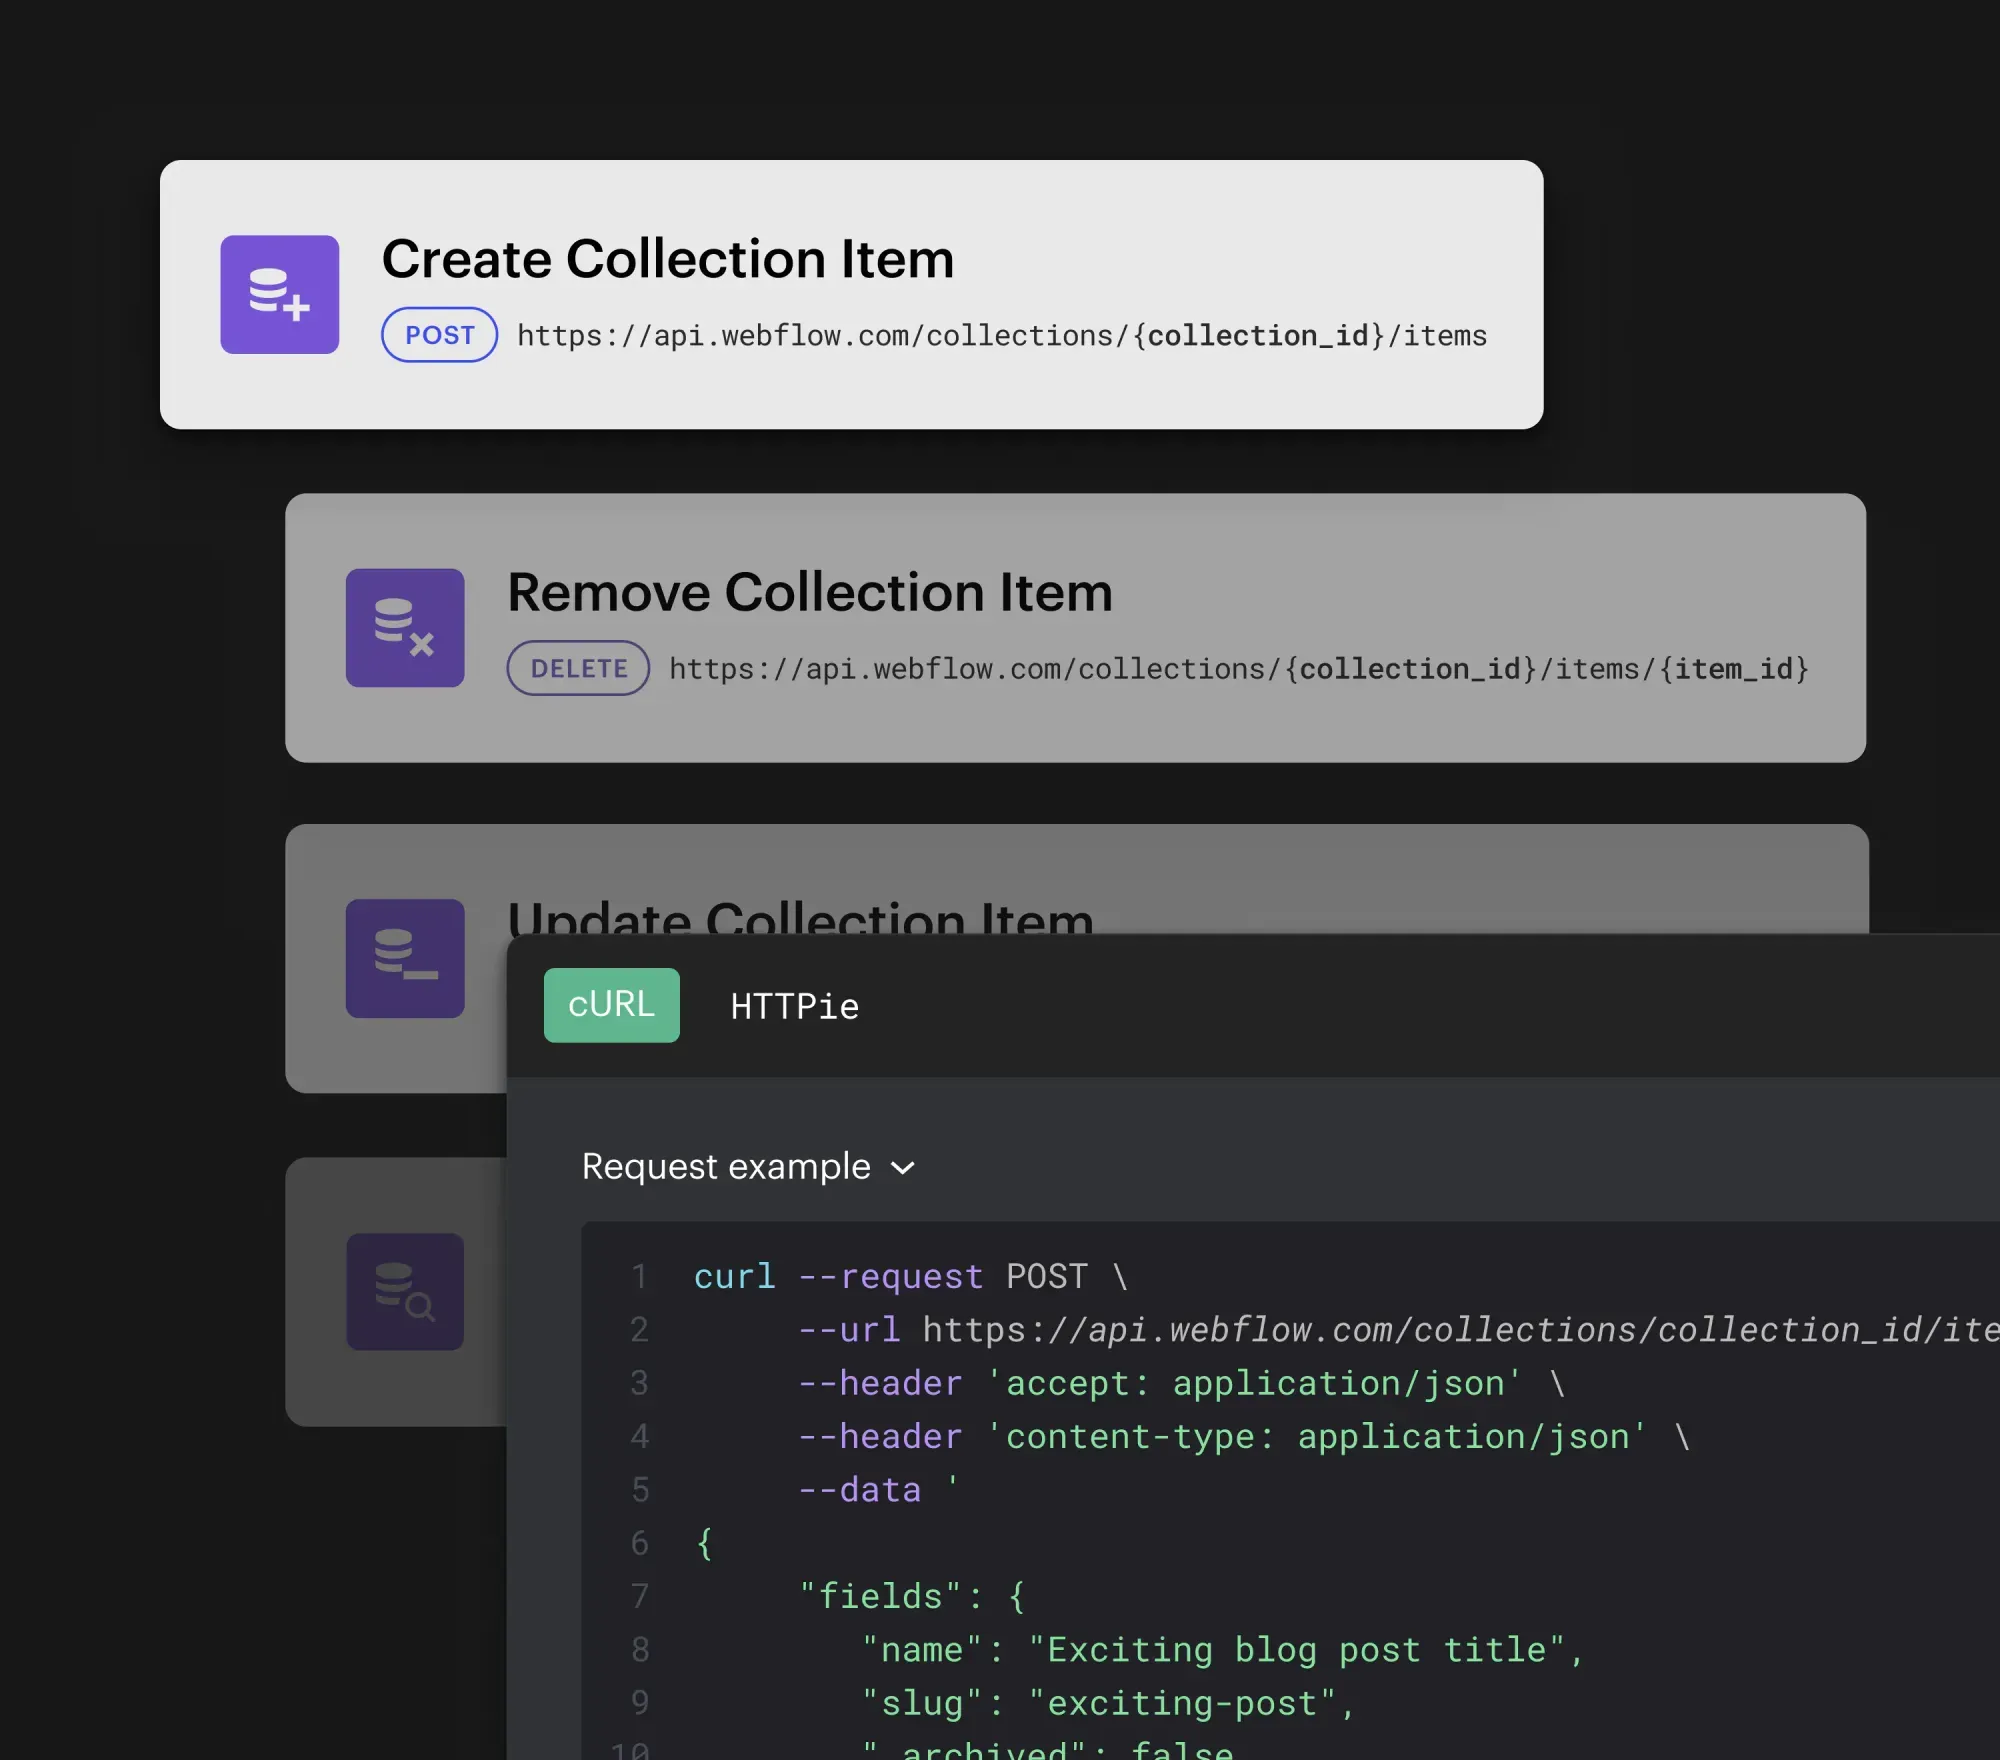 Create Collection Item
POST https://api.webflow.com/collections/{collection_id}/items
Remove Collection Item
DELETE https://api.webflow.com/collections/{collection_id}/items/{item_id}
Update Collection Item
cURL HTTPie
Request example
1 curl --request POST \
2 --url https://api.webflow.com/collections/collection_id/ite
3 --header 'accept: application/json' \
4 --header 'content-type: application/json' \
5 --data '
6 {
7 "fields": {
8 "name": "Exciting blog post title",
9 "slug": "exciting-post",
10 "_archived": false